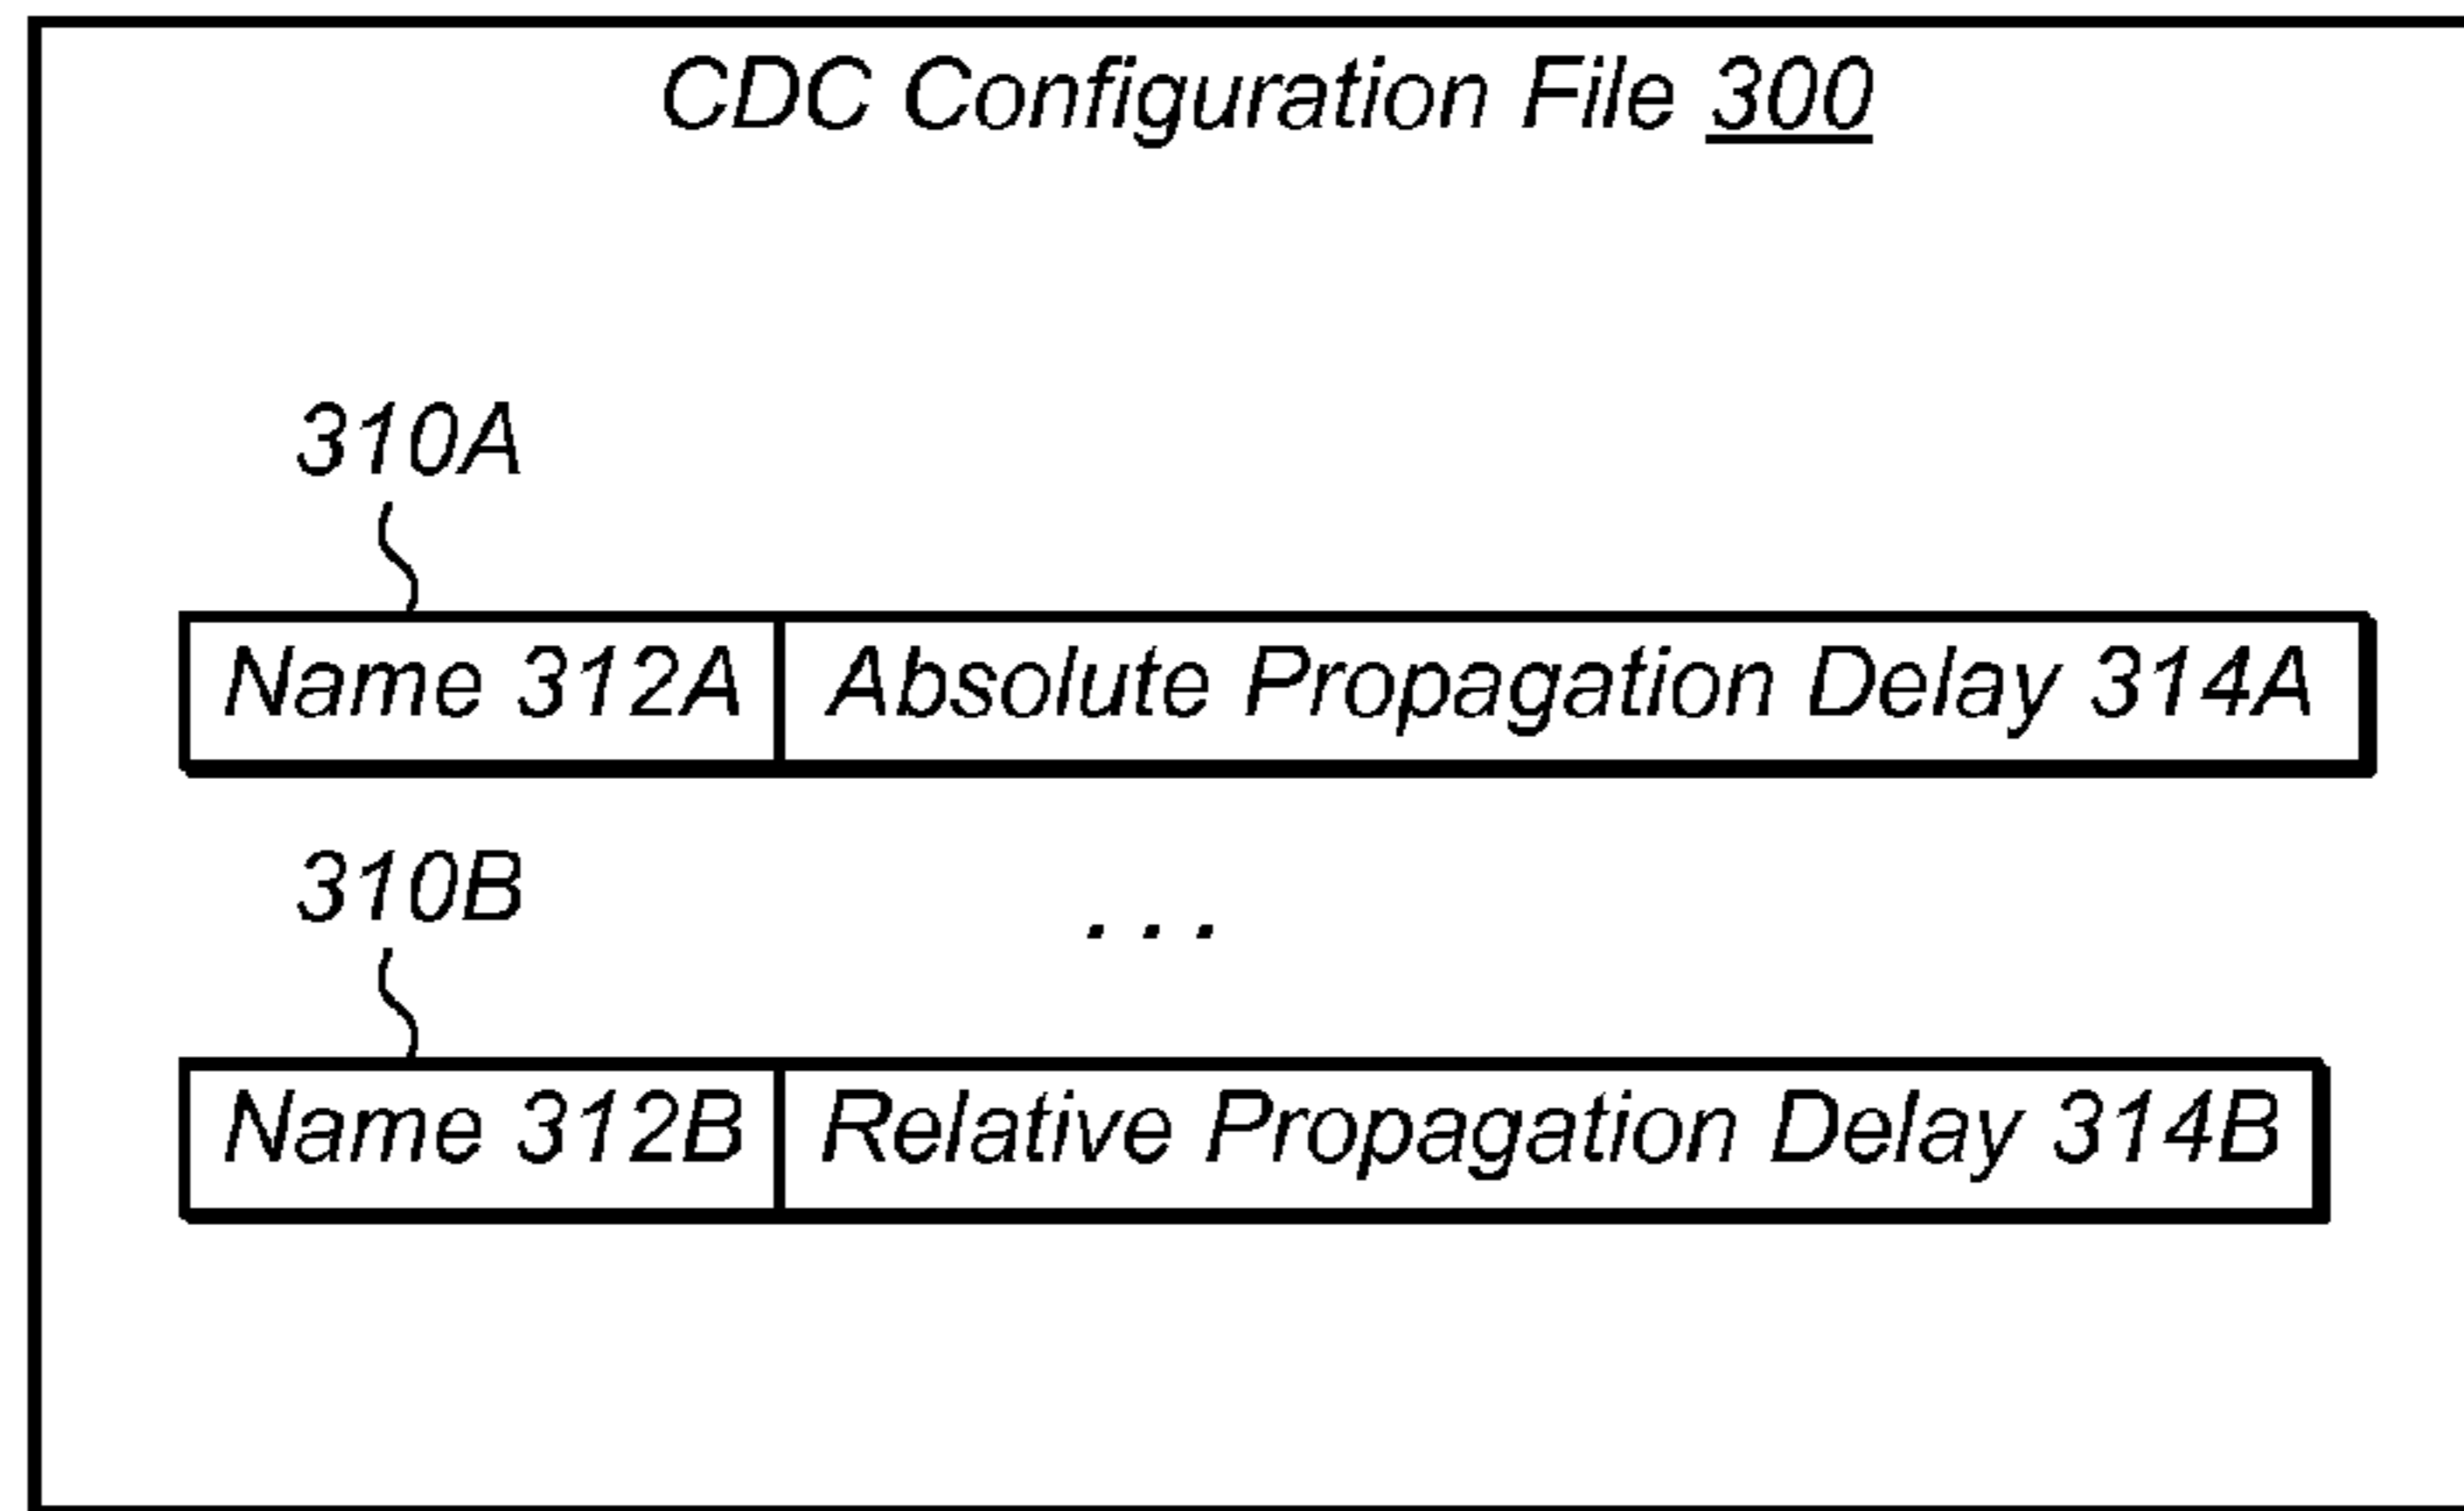 CDC Configuration File 300
310A
Name 312A Absolute Propagation Delay 314A
310B
...
Name 312B Relative Propagation Delay 314B